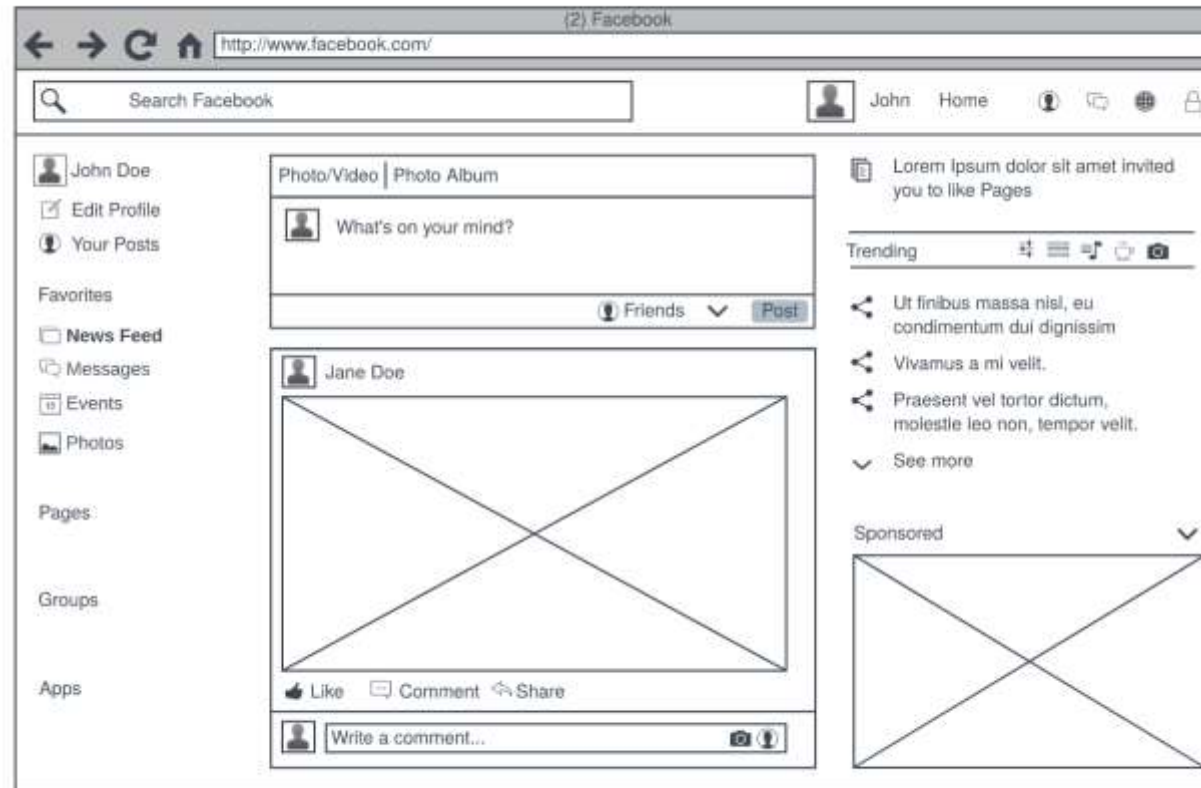 (2) Facebook
http://www.facebook.com/
Search Facebook
John Home
John Doe
Edit Profile
Your Posts
Favorites
News Feed
Messages
Events
Photos
Pages
Groups
Apps
Photo/Video Photo Album
What's on your mind?
Friends Post
Jane Doe
Like Comment Share
Write a comment...
Lorem Ipsum dolor sit amet invited
you to like Pages
Trending
Ut finibus massa nisl, eu
condimentum dui dignissim
Vivamus a mi velit.
Praesent vel tortor dictum,
molestie leo non, tempor velit.
See more
Sponsored